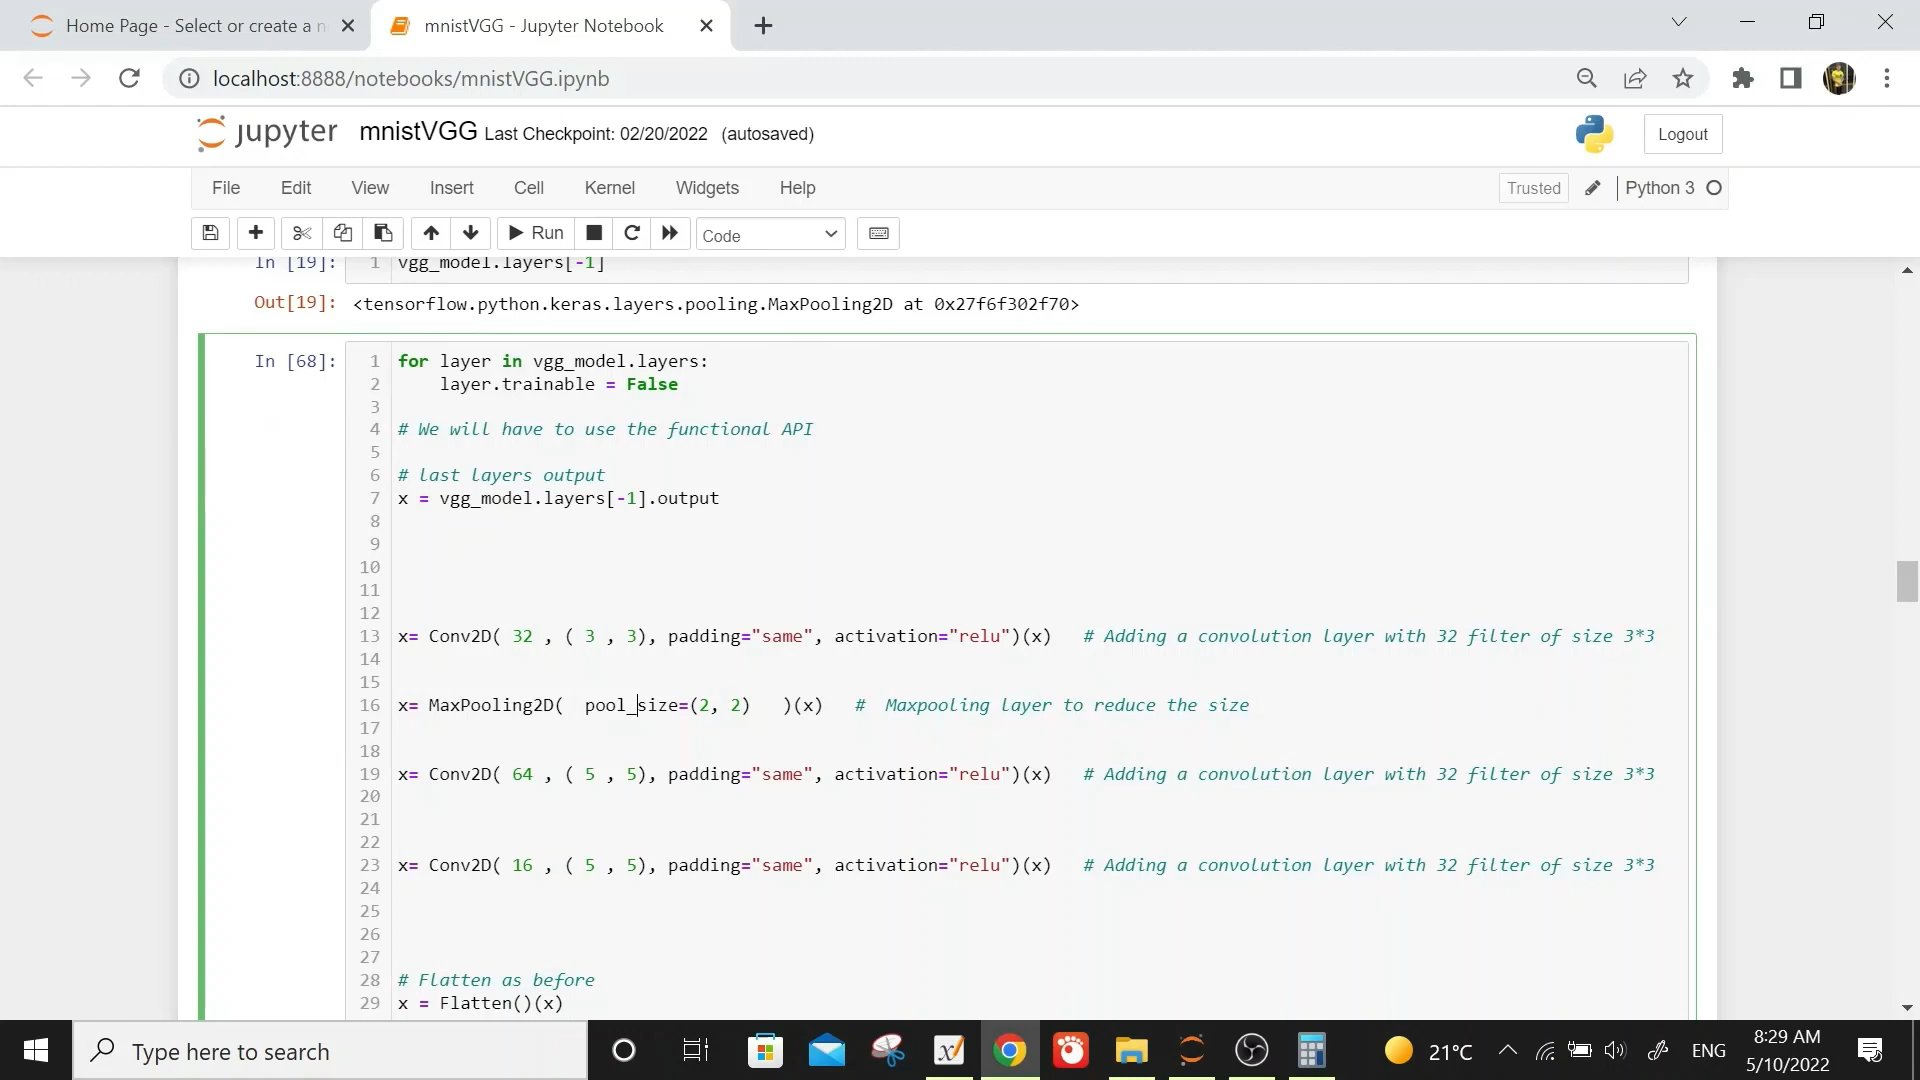 Home Page - Select or create a n
mnistVGG - Jupyter Notebook
localhost:8888/notebooks/mnistVGG.ipynb
jupyter mnistVGG Last Checkpoint: 02/20/2022 (autosaved)
Logout
File Edit View Insert Cell Kernel Widgets Help
Trusted Python 3
Run Code
In [19]: 1 vgg_model.layers[-1]
Out[19]: <tensorflow.python.keras.layers.pooling.MaxPooling2D at 0x27f6f302f70>
In [68]: 1 for layer in vgg_model.layers:
2 layer.trainable = False
3
4 # We will have to use the functional API
5
6 # last layers output
7 x = vgg_model.layers[-1].output
8
9
10
11
12
13 x= Conv2D( 32 , ( 3 , 3), padding="same", activation="relu")(x) # Adding a convolution layer with 32 filter of size 3*3
14
15
16 x= MaxPooling2D( pool_size=(2, 2) )(x) # Maxpooling layer to reduce the size
17
18
19 x= Conv2D( 64 , ( 5 , 5), padding="same", activation="relu")(x) # Adding a convolution layer with 32 filter of size 3*3
20
21
22
23 x= Conv2D( 16 , ( 5 , 5), padding="same", activation="relu")(x) # Adding a convolution layer with 32 filter of size 3*3
24
25
26
27
28 # Flatten as before
29 x = Flatten()(x)
Type here to search
21°C
ENG
8:29 AM
5/10/2022